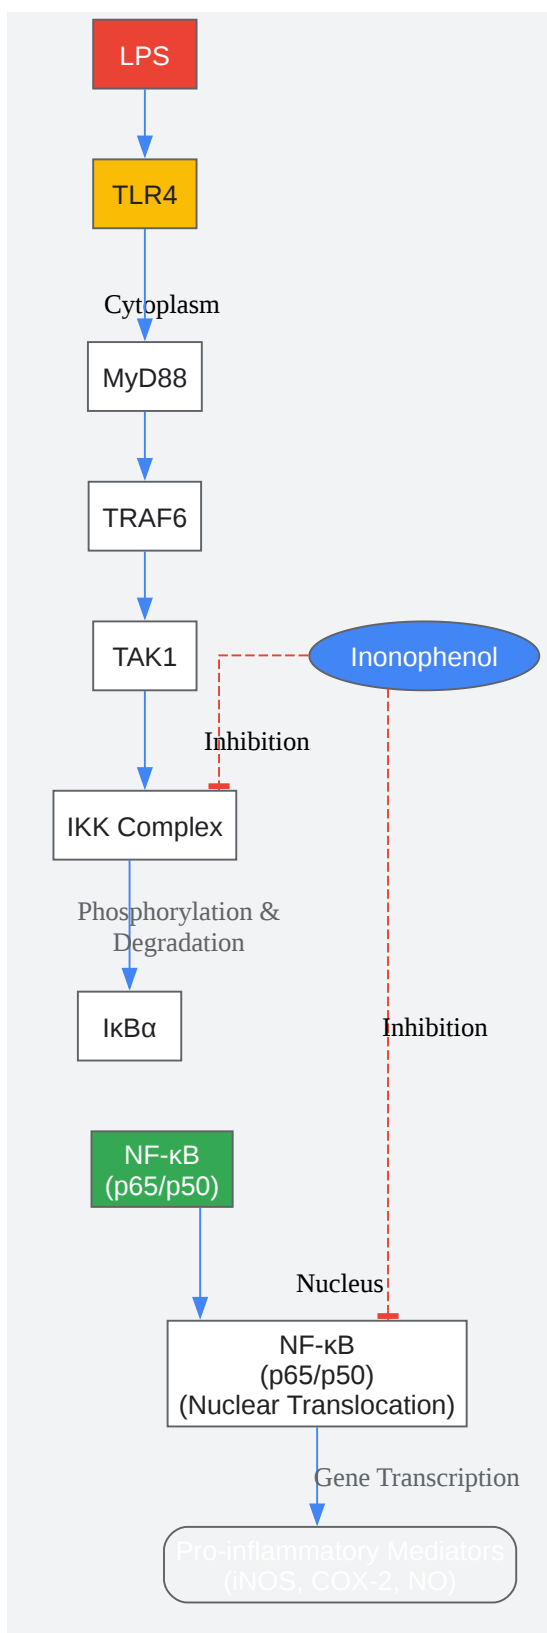 LPS
TLR4
Cytoplasm
MyD88
TRAF6
TAK1
Inonophenol
Inhibition
IKK Complex
Phosphorylation &
Degradation
IκBα
Inhibition
NF-κB
(p65/p50)
Nucleus
NF-κB
(p65/p50)
(Nuclear Translocation)
Gene Transcription
Pro-inflammatory Mediators
(iNOS, COX-2, NO)